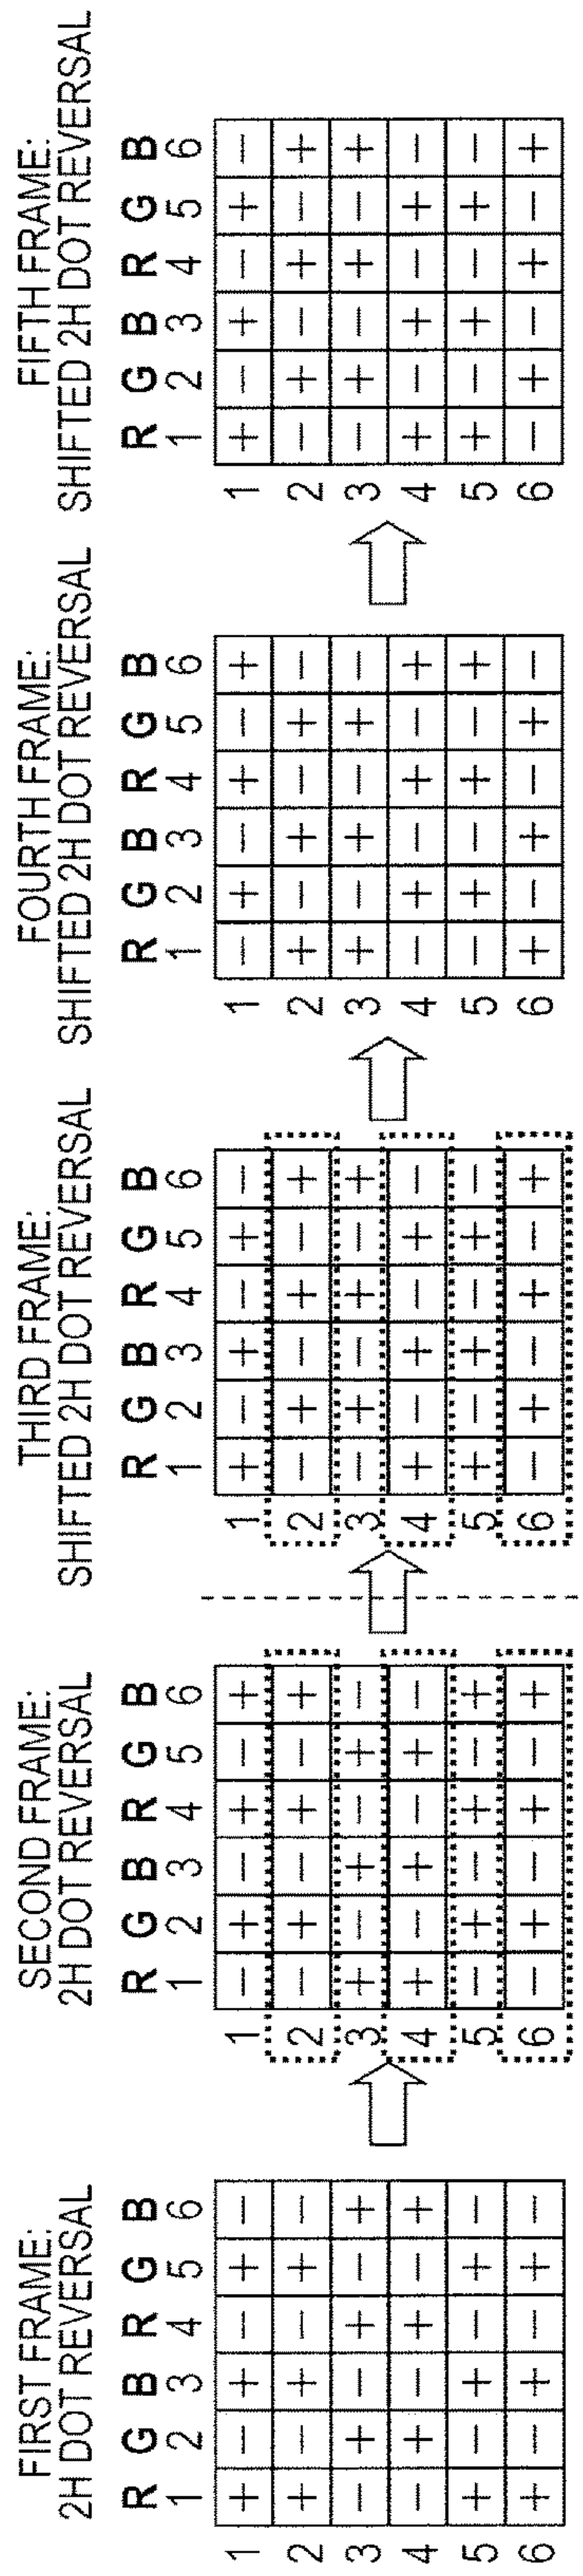 FIRST FRAME:
2H DOT REVERSAL
R G B R G B
1 2 3 4 5 6
1 + − + − + −
2 + − + − + −
3 − + − + − +
4 − + − + − +
5 + − + − + −
6 + − + − + −
SECOND FRAME:
2H DOT REVERSAL
R G B R G B
1 2 3 4 5 6
1 − + − + − +
2 − + − + − +
3 + − + − + −
4 + − + − + −
5 − + − + − +
6 − + − + − +
THIRD FRAME:
SHIFTED 2H DOT REVERSAL
R G B R G B
1 2 3 4 5 6
1 + − + − + −
2 − + − + − +
3 − + − + − +
4 + − + − + −
5 + − + − + −
6 − + − + − +
FOURTH FRAME:
SHIFTED 2H DOT REVERSAL
R G B R G B
1 2 3 4 5 6
1 − + − + − +
2 + − + − + −
3 + − + − + −
4 − + − + − +
5 − + − + − +
6 + − + − + −
FIFTH FRAME:
SHIFTED 2H DOT REVERSAL
R G B R G B
1 2 3 4 5 6
1 + − + − + −
2 − + − + − +
3 − + − + − +
4 + − + − + −
5 + − + − + −
6 − + − + − +